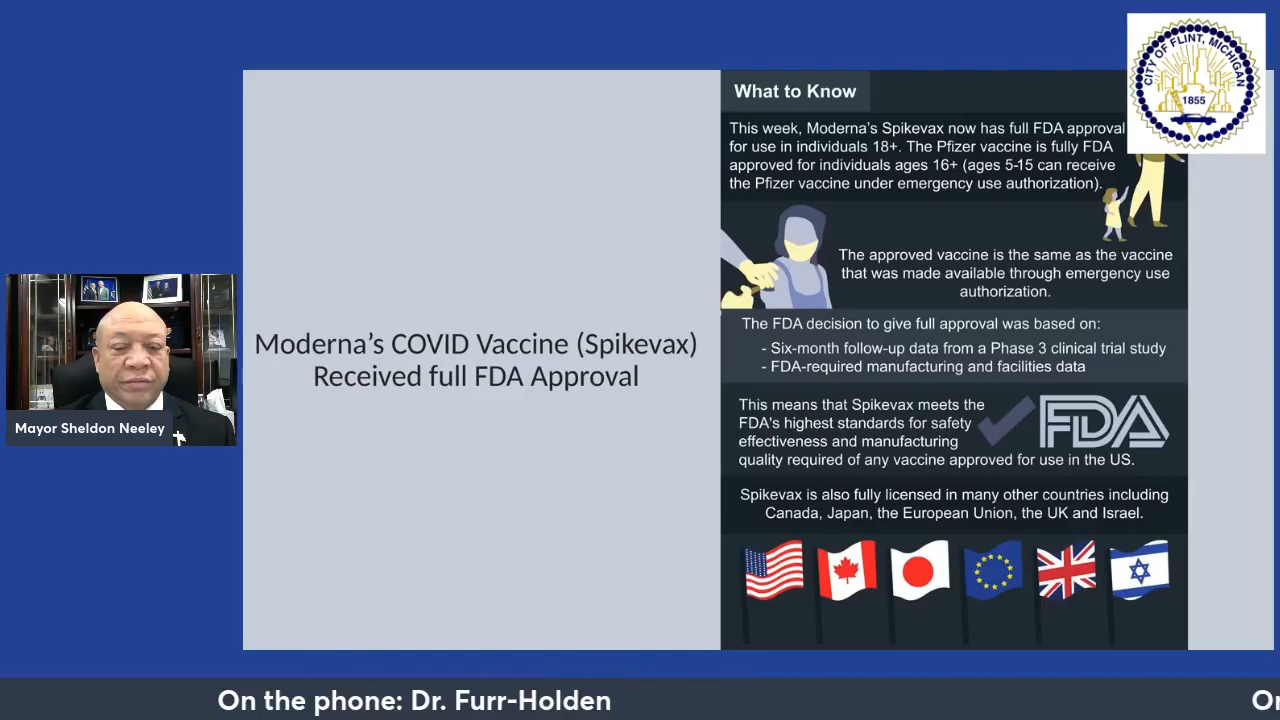 CITY OF FLINT, MICHIGAN
1855
What to Know
This week, Moderna's Spikevax now has full FDA approval
for use in individuals 18+. The Pfizer vaccine is fully FDA
approved for individuals ages 16+ (ages 5-15 can receive
the Pfizer vaccine under emergency use authorization).
The approved vaccine is the same as the vaccine
that was made available through emergency use
authorization.
Moderna's COVID Vaccine (Spikevax)
Received full FDA Approval
The FDA decision to give full approval was based on:
- Six-month follow-up data from a Phase 3 clinical trial study
- FDA-required manufacturing and facilities data
This means that Spikevax meets the
FDA's highest standards for safety
effectiveness and manufacturing
quality required of any vaccine approved for use in the US.
FDA
Spikevax is also fully licensed in many other countries including
Canada, Japan, the European Union, the UK and Israel.
Mayor Sheldon Neeley
On the phone: Dr. Furr-Holden